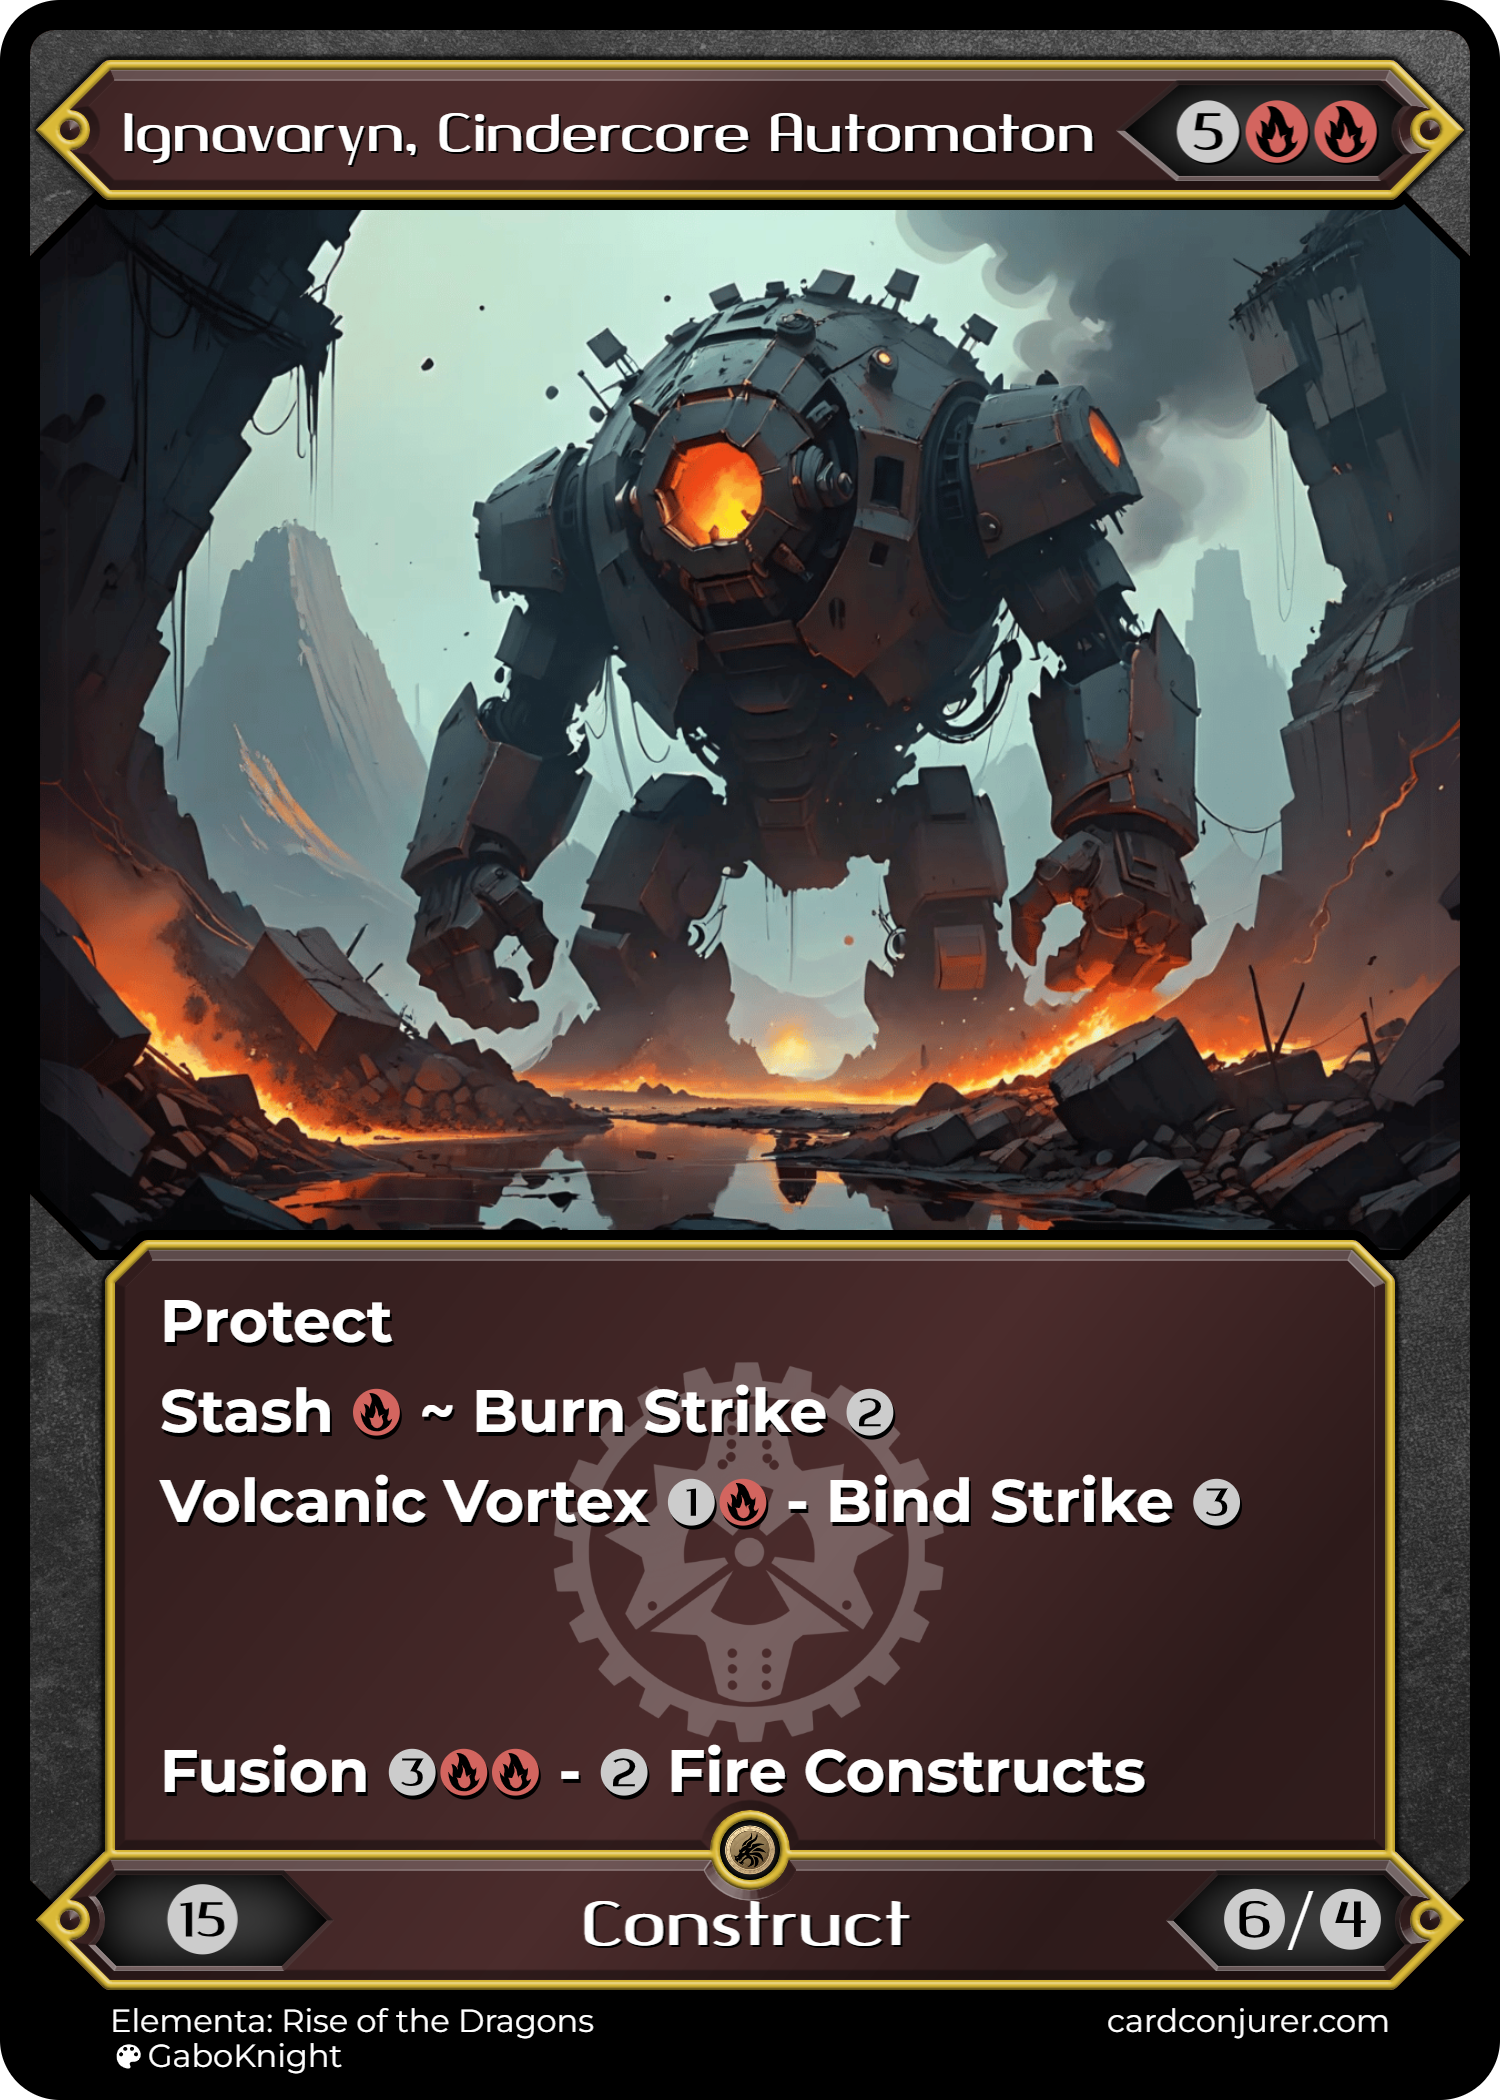 Ignavaryn, Cindercore Automaton 5
Protect
Stash ~ Burn Strike 2
Volcanic Vortex 1 - Bind Strike 3
Fusion 3 - 2 Fire Constructs
15 Construct 6/4
Elementa: Rise of the Dragons cardconjurer.com
GaboKnight